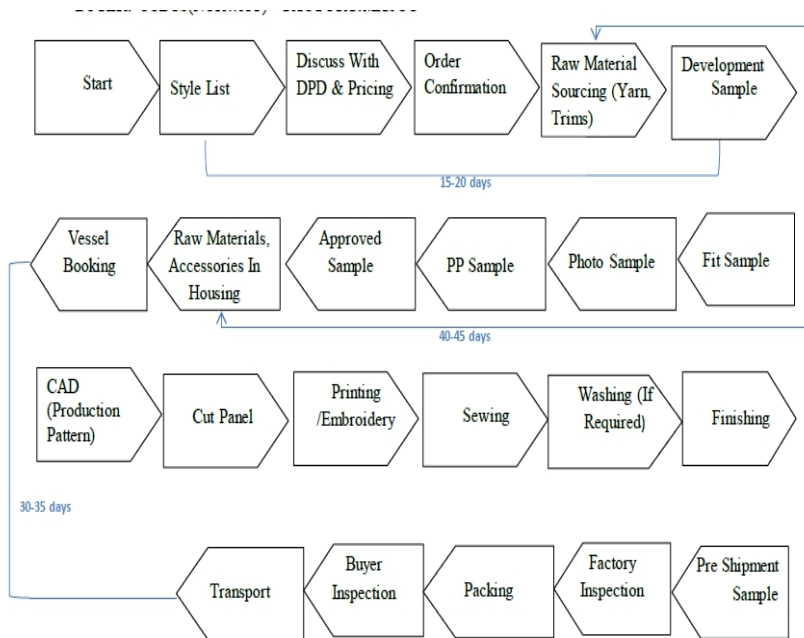 Start
Style List
Discuss With
DPD & Pricing
Order
Confirmation
Raw Material
Sourcing (Yarn,
Trims)
Development
Sample
15-20 days
Vessel
Booking
Raw Materials,
Accessories In
Housing
Approved
Sample
PP Sample
Photo Sample
Fit Sample
40-45 days
CAD
(Production
Pattern)
Cut Panel
Printing
/Embroidery
Sewing
Washing (If
Required)
Finishing
30-35 days
Transport
Buyer
Inspection
Packing
Factory
Inspection
Pre Shipment
Sample